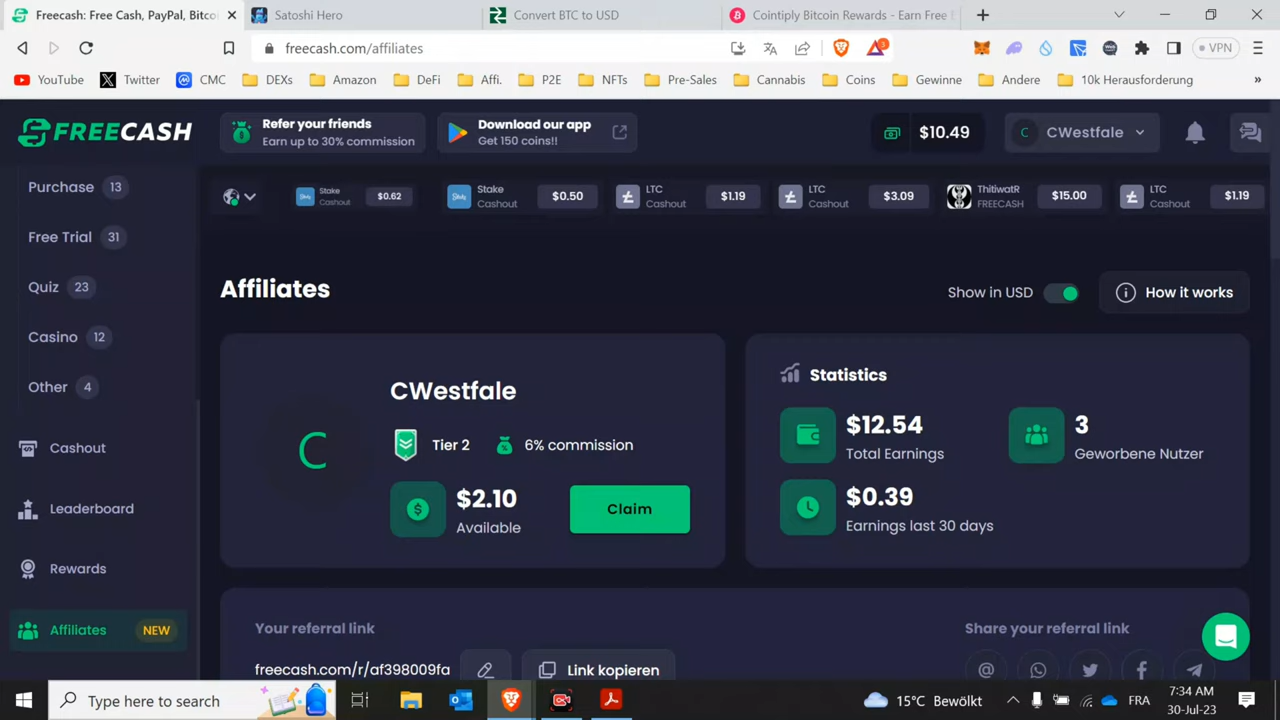 Freecash: Free Cash, PayPal, Bitco
Satoshi Hero
Convert BTC to USD
Cointiply Bitcoin Rewards - Earn Free
freecash.com/affiliates
3
VPN
YouTube
Twitter
CMC
DEXs
Amazon
DeFi
Affi.
P2E
NFTs
Pre-Sales
Cannabis
Coins
Gewinne
Andere
10k Herausforderung
»
FREECASH
Refer your friends
Earn up to 30% commission
Download our app
Get 150 coins!!
$10.49
C
CWestfale
Purchase 13
Free Trial 31
Quiz 23
Casino 12
Other 4
Cashout
Leaderboard
Rewards
Affiliates NEW
Stake
Cashout
$0.62
Stake
Cashout
$0.50
LTC
Cashout
$1.19
LTC
Cashout
$3.09
ThitiwatR
FREECASH
$15.00
LTC
Cashout
$1.19
Affiliates
Show in USD
How it works
C
CWestfale
Tier 2
6% commission
$2.10
Available
Claim
Statistics
$12.54
Total Earnings
3
Geworbene Nutzer
$0.39
Earnings last 30 days
Your referral link
freecash.com/r/af398009fa
Link kopieren
Share your referral link
Type here to search
15°C Bewölkt
FRA
7:34 AM
30-Jul-23